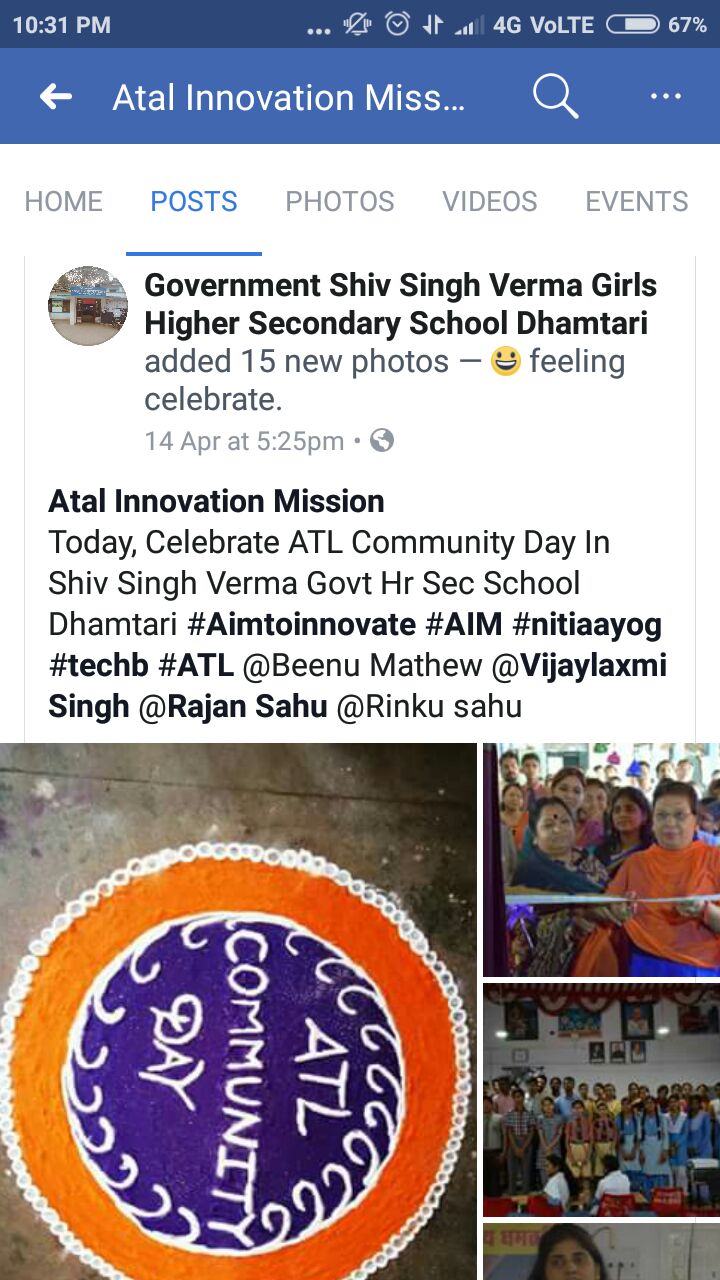 10:31 PM ... 4G VoLTE 67%
Atal Innovation Miss...
HOME POSTS PHOTOS VIDEOS EVENTS
Government Shiv Singh Verma Girls
Higher Secondary School Dhamtari
added 15 new photos — 😀 feeling
celebrate.
14 Apr at 5:25pm •
Atal Innovation Mission
Today, Celebrate ATL Community Day In
Shiv Singh Verma Govt Hr Sec School
Dhamtari #Aimtoinnovate #AIM #nitiaayog
#techb #ATL @Beenu Mathew @Vijaylaxmi
Singh @Rajan Sahu @Rinku sahu
ATL
COMMUNITY
DAY